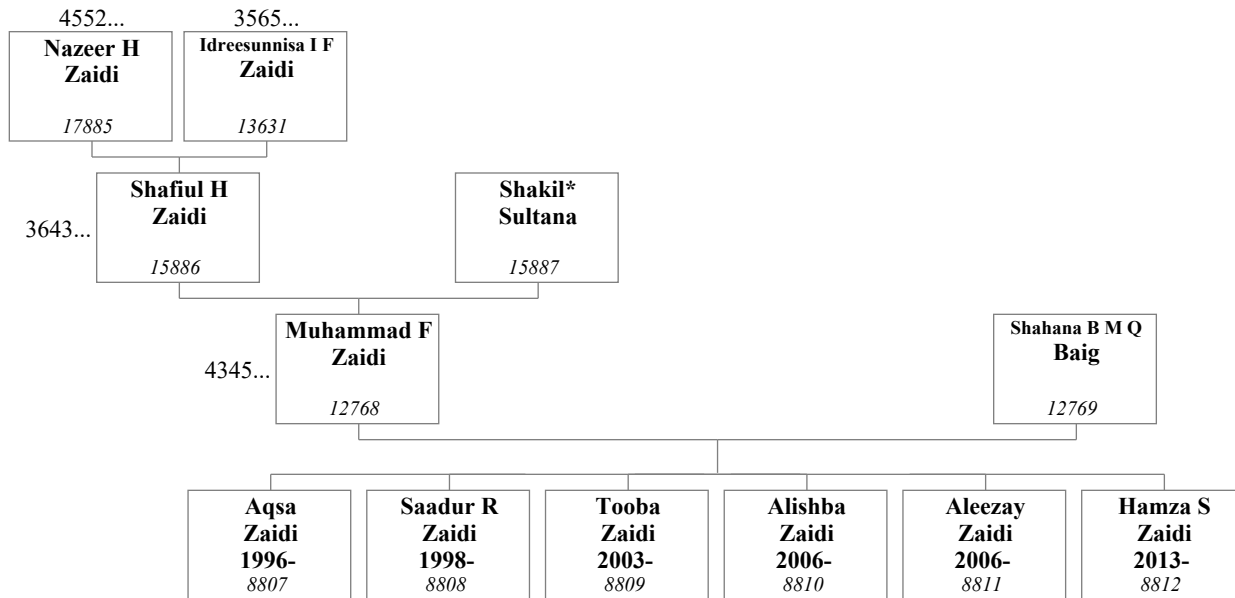 4552...
3565...
Nazeer H
Zaidi
17885
Idreesunnisa I F
Zaidi
13631
3643...
Shafiul H
Zaidi
15886
Shakil*
Sultana
15887
4345...
Muhammad F
Zaidi
12768
Shahana B M Q
Baig
12769
Aqsa
Zaidi
1996-
8807
Saadur R
Zaidi
1998-
8808
Tooba
Zaidi
2003-
8809
Alishba
Zaidi
2006-
8810
Aleezay
Zaidi
2006-
8811
Hamza S
Zaidi
2013-
8812